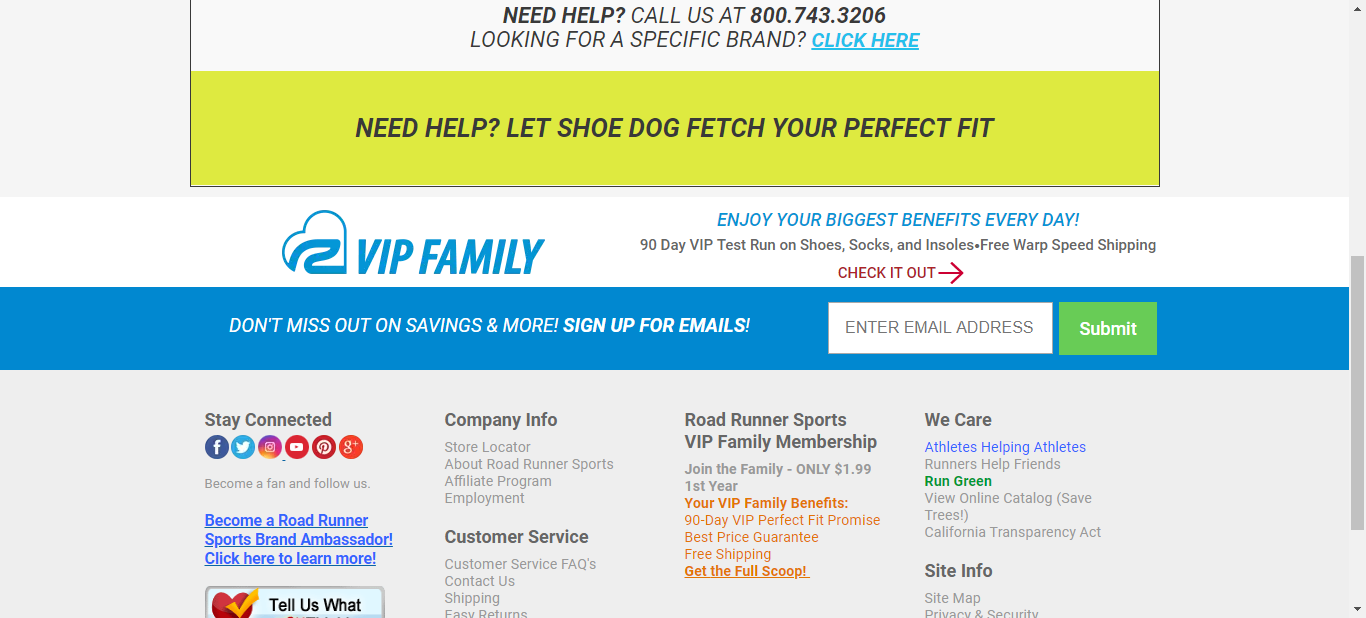 NEED HELP? CALL US AT 800.743.3206
LOOKING FOR A SPECIFIC BRAND? CLICK HERE
NEED HELP? LET SHOE DOG FETCH YOUR PERFECT FIT
VIP FAMILY
ENJOY YOUR BIGGEST BENEFITS EVERY DAY!
90 Day VIP Test Run on Shoes, Socks, and Insoles•Free Warp Speed Shipping
CHECK IT OUT
DON'T MISS OUT ON SAVINGS & MORE! SIGN UP FOR EMAILS!
ENTER EMAIL ADDRESS
Submit
Stay Connected
Become a fan and follow us.
Become a Road Runner
Sports Brand Ambassador!
Click here to learn more!
Tell Us What
Company Info
Store Locator
About Road Runner Sports
Affiliate Program
Employment
Customer Service
Customer Service FAQ's
Contact Us
Shipping
Easy Returns
Road Runner Sports
VIP Family Membership
Join the Family - ONLY $1.99
1st Year
Your VIP Family Benefits:
90-Day VIP Perfect Fit Promise
Best Price Guarantee
Free Shipping
Get the Full Scoop!
We Care
Athletes Helping Athletes
Runners Help Friends
Run Green
View Online Catalog (Save
Trees!)
California Transparency Act
Site Info
Site Map
Privacy & Security